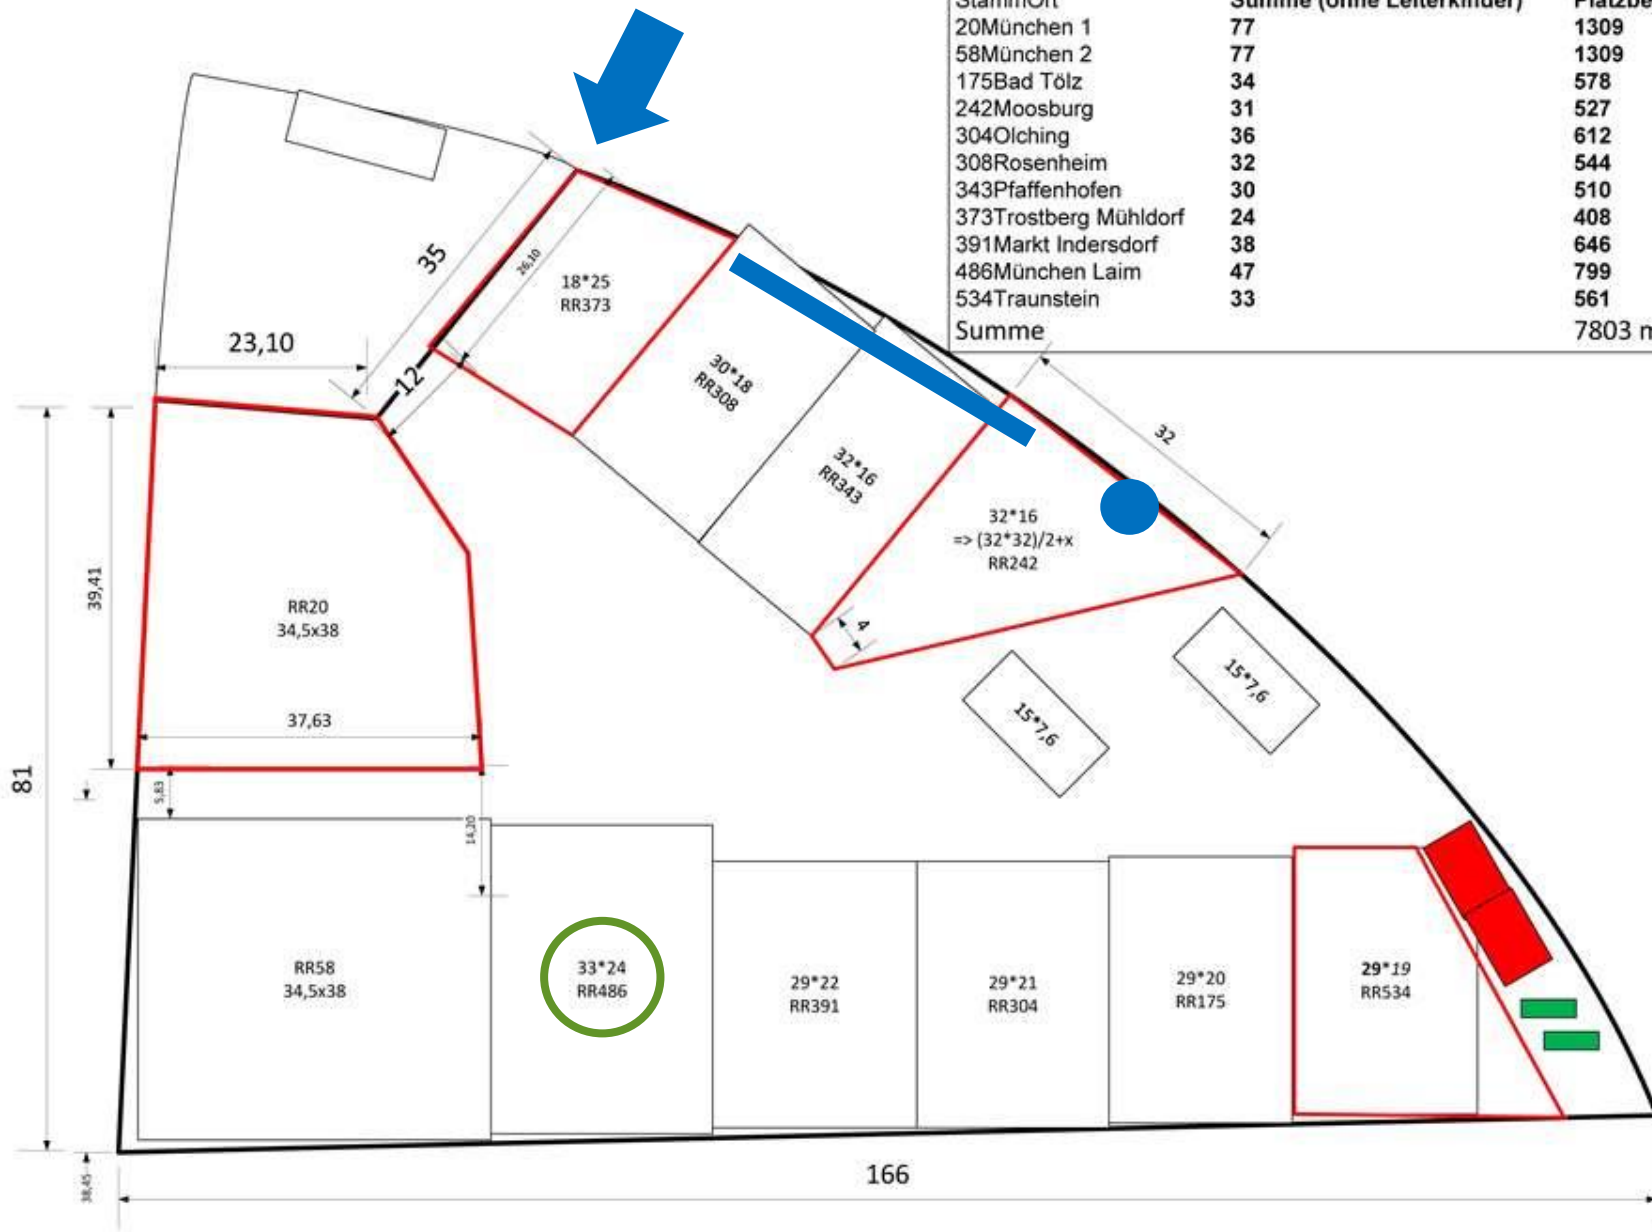 StammOrt Summe (ohne Leiterkinder)
20München 1 77 1309
58München 2 77 1309
175Bad Tölz 34 578
242Moosburg 31 527
304Olching 36 612
308Rosenheim 32 544
343Pfaffenhofen 30 510
373Trostberg Mühldorf 24 408
391Markt Indersdorf 38 646
486München Laim 47 799
534Traunstein 33 561
Summe 7803 m
35
26,10
18*25
RR373
23,10
12
30*18
RR308
32*16
RR343
32
32*16
=> (32*32)/2+x
RR242
4
39,41
RR20
34,5x38
37,63
15*7,6
15*7,6
81
5,83
14,20
RR58
34,5x38
33*24
RR486
29*22
RR391
29*21
RR304
29*20
RR175
29*19
RR534
38,45
166